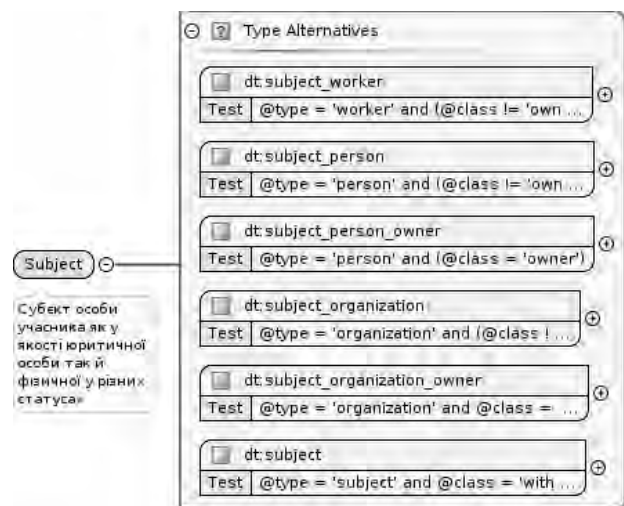 Type Alternatives
dt:subject_worker
Test @type = 'worker' and (@class != 'own ...
dt:subject_person
Test @type = 'person' and (@class != 'own ...
dt:subject_person_owner
Test @type = 'person' and (@class = 'owner')
Subject
dt:subject_organization
Test @type = 'organization' and (@class ! ...
Субєкт особи
учасника як у
якості юритичної
особи так й
фізичної у різних
статусах
dt:subject_organization_owner
Test @type = 'organization' and @class = ...
dt:subject
Test @type = 'subject' and @class = 'with ...